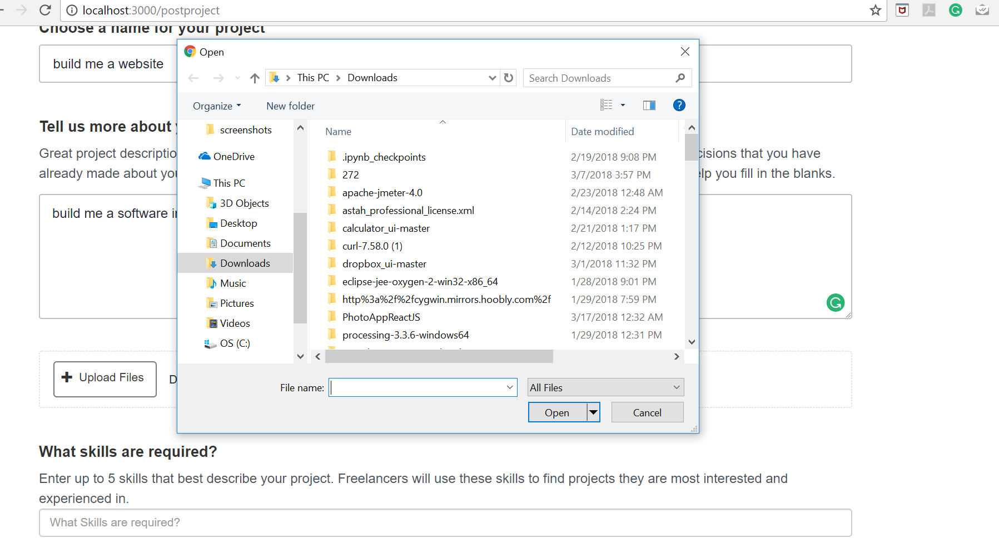 localhost:3000/postproject
Choose a name for your project
build me a website
Open
This PC > Downloads
Search Downloads
Organize
New folder
?
screenshots
OneDrive
This PC
3D Objects
Desktop
Documents
Downloads
Music
Pictures
Videos
OS (C:)
Name Date modified
.ipynb_checkpoints 2/19/2018 9:08 PM
272 3/7/2018 3:57 PM
apache-jmeter-4.0 2/23/2018 12:48 AM
astah_professional_license.xml 2/14/2018 2:24 PM
calculator_ui-master 2/21/2018 1:17 PM
curl-7.58.0 (1) 2/12/2018 10:25 PM
dropbox_ui-master 3/1/2018 11:32 PM
eclipse-jee-oxygen-2-win32-x86_64 1/28/2018 9:01 PM
http%3a%2f%2fcygwin.mirrors.hoobly.com%2f 1/29/2018 7:59 PM
PhotoAppReactJS 3/17/2018 12:32 AM
processing-3.3.6-windows64 1/29/2018 12:31 PM
File name:
All Files
Open
Cancel
Tell us more about
Great project descriptio cisions that you have
already made about you elp you fill in the blanks.
build me a software in
G
Upload Files D
What skills are required?
Enter up to 5 skills that best describe your project. Freelancers will use these skills to find projects they are most interested and
experienced in.
What Skills are required?